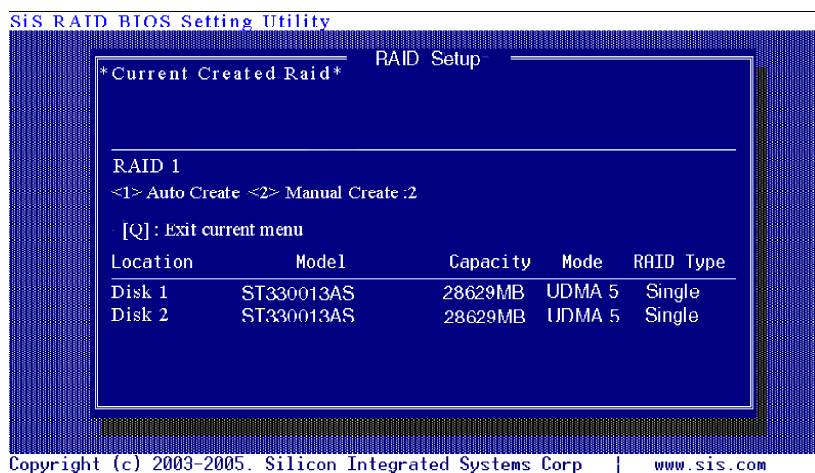 SiS RAID BIOS Setting Utility
RAID Setup
*Current Created Raid*
RAID 1
<1> Auto Create <2> Manual Create :2
[Q] : Exit current menu
Location Model Capacity Mode RAID Type
Disk 1 ST330013AS 28629MB UDMA 5 Single
Disk 2 ST330013AS 28629MB UDMA 5 Single
Copyright (c) 2003-2005. Silicon Integrated Systems Corp | www.sis.com